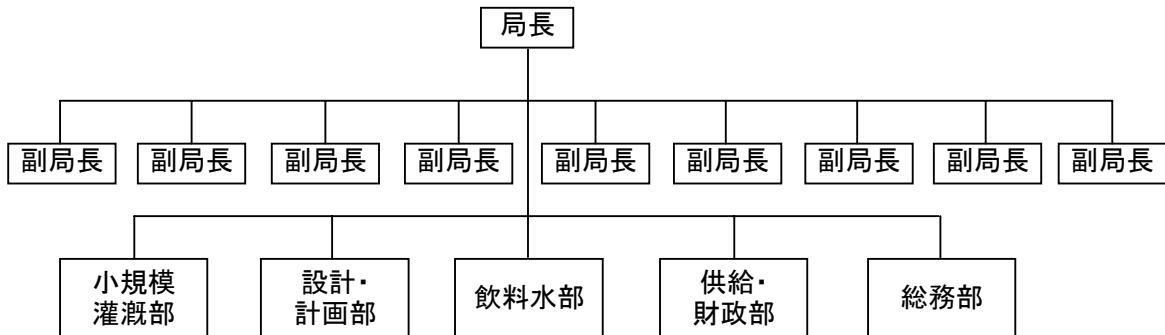 局長
副局長 副局長 副局長 副局長 副局長 副局長 副局長 副局長 副局長
小規模
灌漑部
設計・
計画部
飲料水部
供給・
財政部
総務部